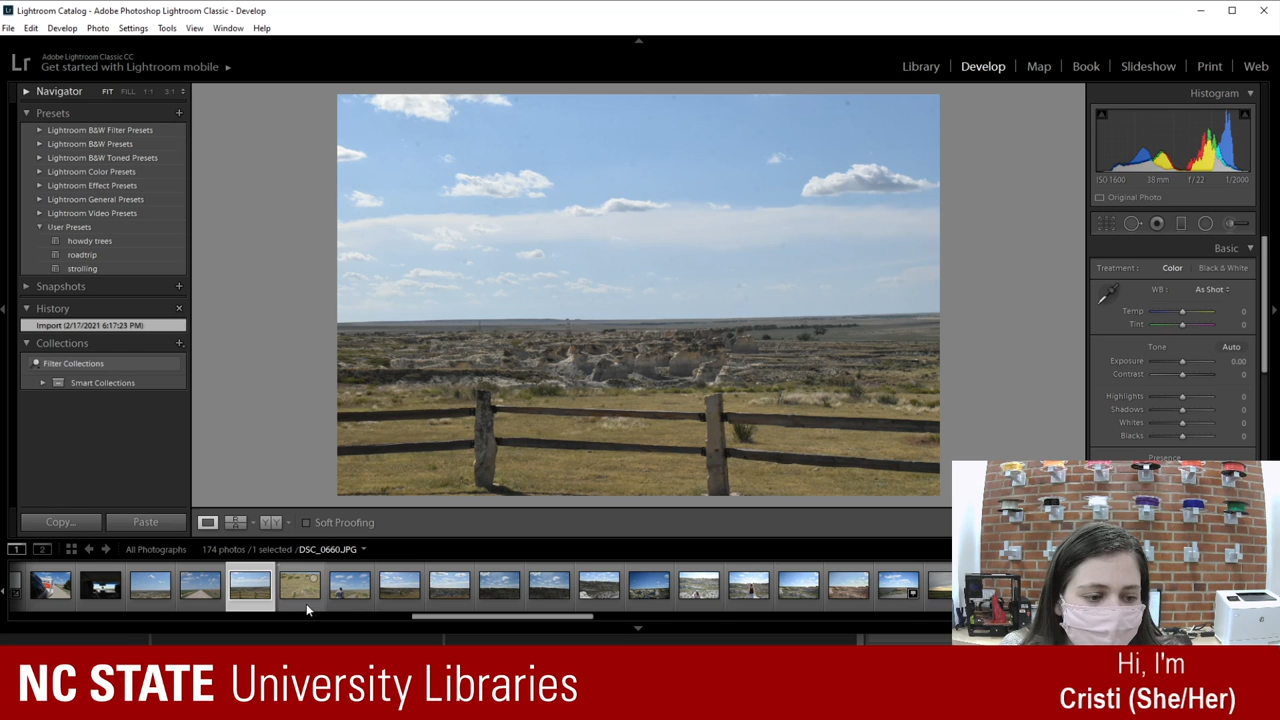 Lr Lightroom Catalog - Adobe Photoshop Lightroom Classic - Develop
File Edit Develop Photo Settings Tools View Window Help
Lr Adobe Lightroom Classic CC
Get started with Lightroom mobile
Library | Develop | Map | Book | Slideshow | Print | Web
Navigator FIT FILL 1:1 3:1
Presets +
Lightroom B&W Filter Presets
Lightroom B&W Presets
Lightroom B&W Toned Presets
Lightroom Color Presets
Lightroom Effect Presets
Lightroom General Presets
Lightroom Video Presets
User Presets
howdy trees
roadtrip
strolling
Snapshots +
History ×
Import (2/17/2021 6:17:23 PM)
Collections +
Filter Collections
Smart Collections
Copy... Paste
Soft Proofing
Histogram
ISO 1600 38 mm f / 22 1/2000
Original Photo
Basic
Treatment : Color Black & White
WB : As Shot
Temp 0
Tint 0
Tone Auto
Exposure 0.00
Contrast 0
Highlights 0
Shadows 0
Whites 0
Blacks 0
Presence
1 2 All Photographs 174 photos / 1 selected / DSC_0660.JPG
NC STATE University Libraries
Hi, I'm
Cristi (She/Her)